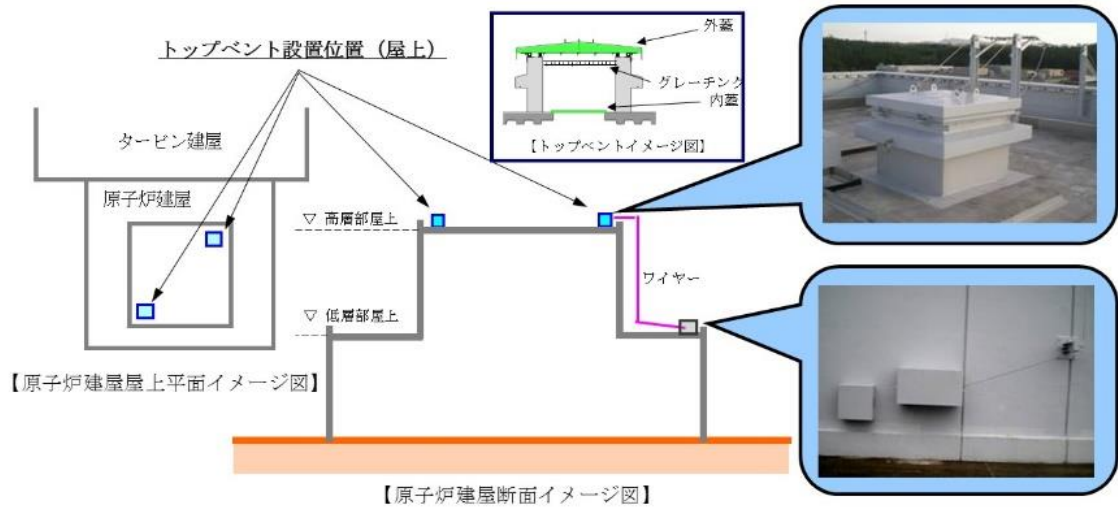 トップベント設置位置（屋上）
外蓋
グレーチング
内蓋
【トップベントイメージ図】
タービン建屋
原子炉建屋
▽ 高層部屋上
ワイヤー
▽ 低層部屋上
【原子炉建屋屋上平面イメージ図】
【原子炉建屋断面イメージ図】